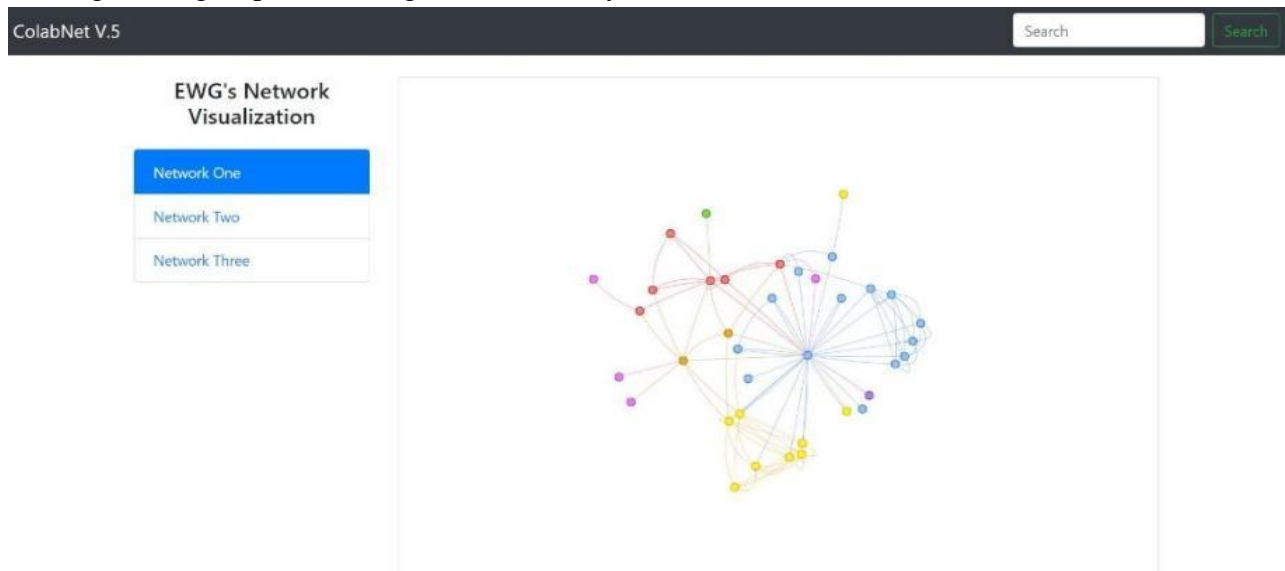 ColabNet V.5
Search
Search
EWG's Network
Visualization
Network One
Network Two
Network Three